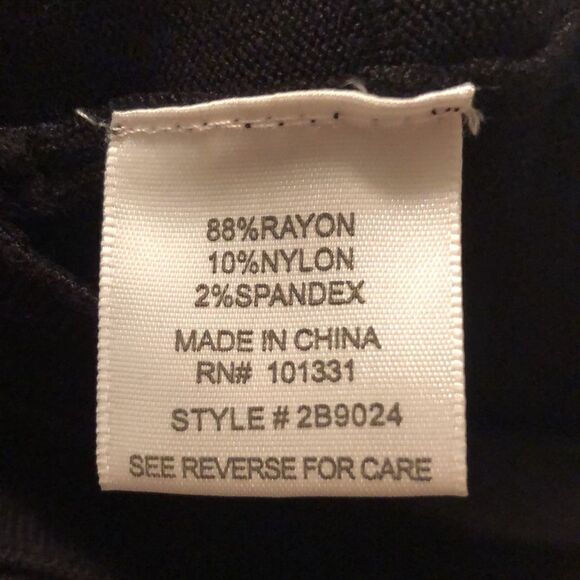 88%RAYON
10%NYLON
2%SPANDEX
MADE IN CHINA
RN# 101331
STYLE # 2B9024
SEE REVERSE FOR CARE